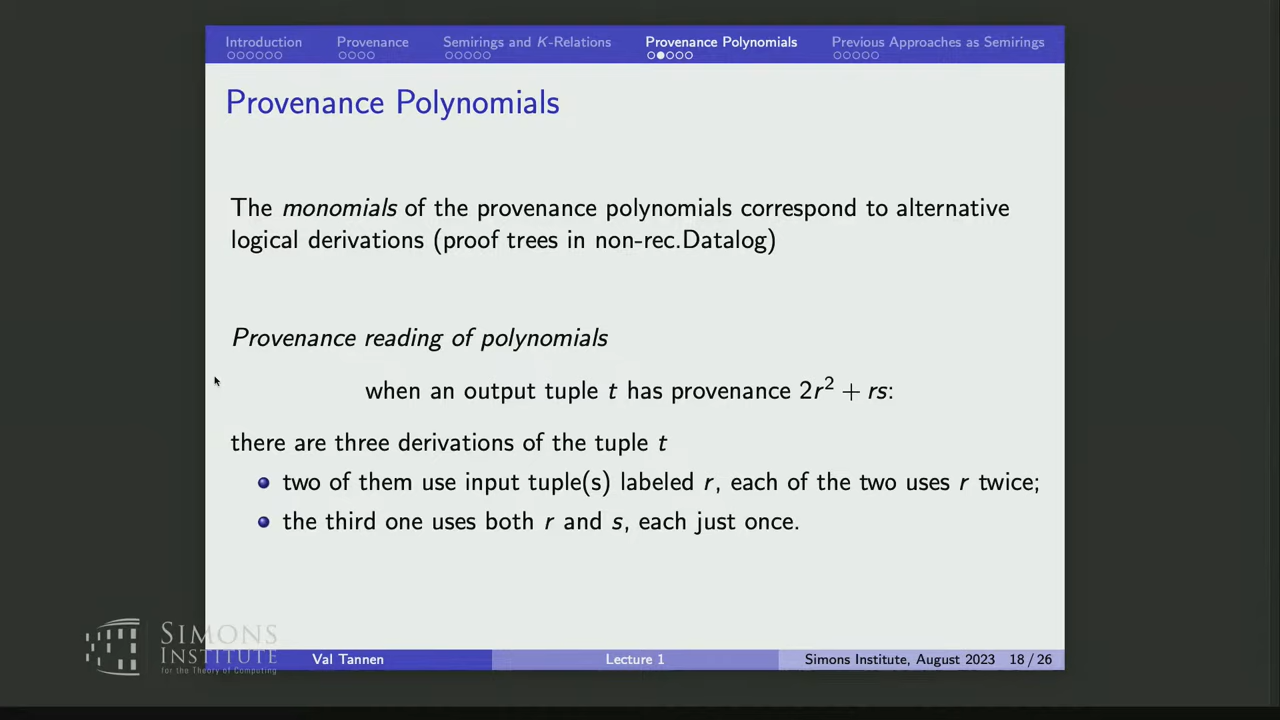 Introduction Provenance Semirings and K-Relations Provenance Polynomials Previous Approaches as Semirings
Provenance Polynomials
The monomials of the provenance polynomials correspond to alternative
logical derivations (proof trees in non-rec.Datalog)
Provenance reading of polynomials
when an output tuple t has provenance 2r² + rs:
there are three derivations of the tuple t
two of them use input tuple(s) labeled r, each of the two uses r twice;
the third one uses both r and s, each just once.
SIMONS
INSTITUTE
for the Theory of Computing
Val Tannen Lecture 1 Simons Institute, August 2023 18 / 26